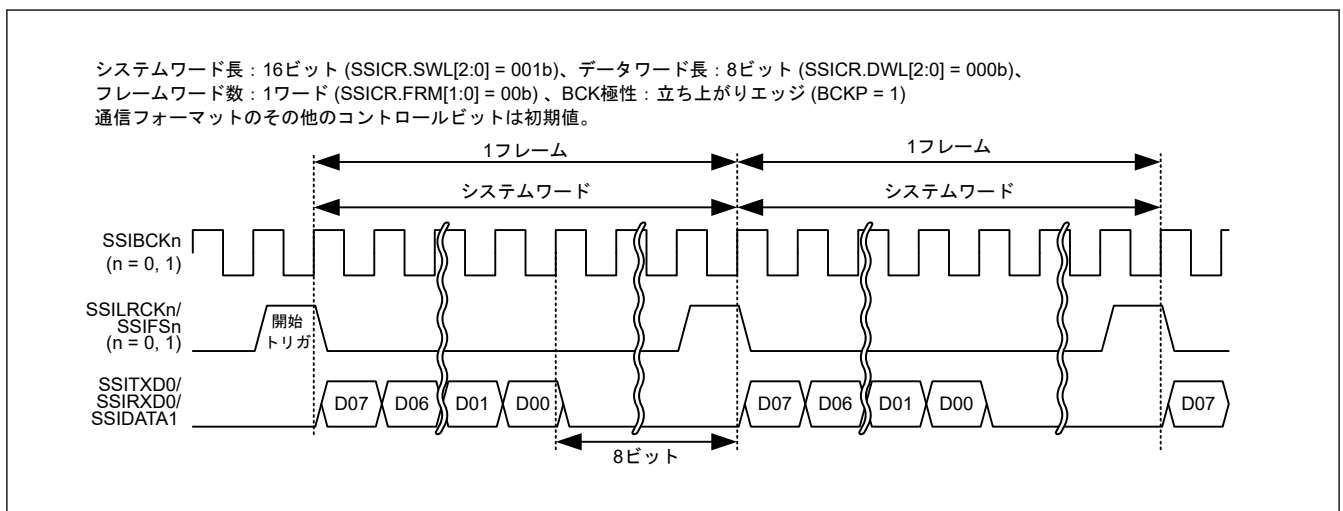 システムワード長：16ビット (SSICR.SWL[2:0] = 001b)、データワード長：8ビット (SSICR.DWL[2:0] = 000b)、
フレームワード数：1ワード (SSICR.FRM[1:0] = 00b) 、BCK極性：立ち上がりエッジ (BCKP = 1)
通信フォーマットのその他のコントロールビットは初期値。
1フレーム 1フレーム
システムワード システムワード
SSIBCKn
(n = 0, 1)
SSILRCKn/
SSIFSn
(n = 0, 1)
開始
トリガ
SSITXD0/
SSIRXD0/
SSIDATA1
D07 D06 D01 D00 D07 D06 D01 D00 D07
8ビット